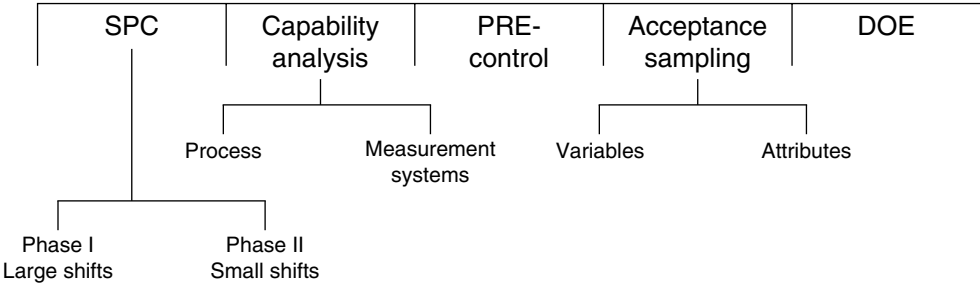 SPC
Capability
analysis
PRE-
control
Acceptance
sampling
DOE
Process
Measurement
systems
Variables
Attributes
Phase I
Large shifts
Phase II
Small shifts